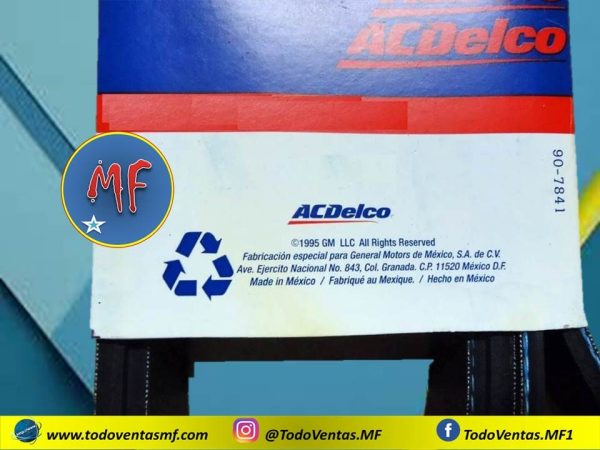 ACDelco
MF
90-7841
ACDelco
©1995 GM LLC All Rights Reserved
Fabricación especial para General Motors de México, S.A. de C.V.
Ave. Ejercito Nacional No. 843, Col. Granada. C.P. 11520 México D.F.
Made in México / Fabriqué au Mexique. / Hecho en México
www.todoventasmf.com @TodoVentas.MF TodoVentas.MF1